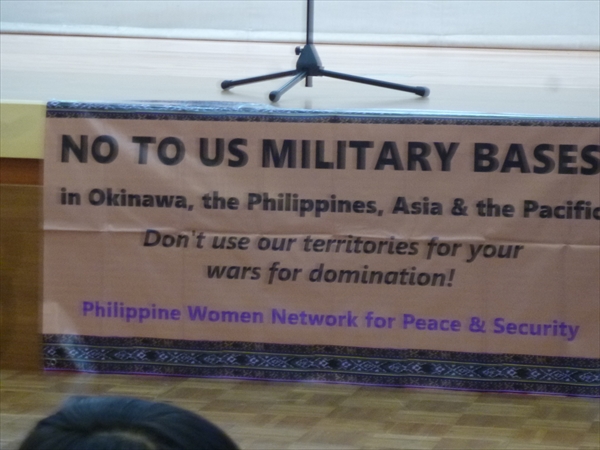 NO TO US MILITARY BASES
in Okinawa, the Philippines, Asia & the Pacific
Don't use our territories for your
wars for domination!
Philippine Women Network for Peace & Security